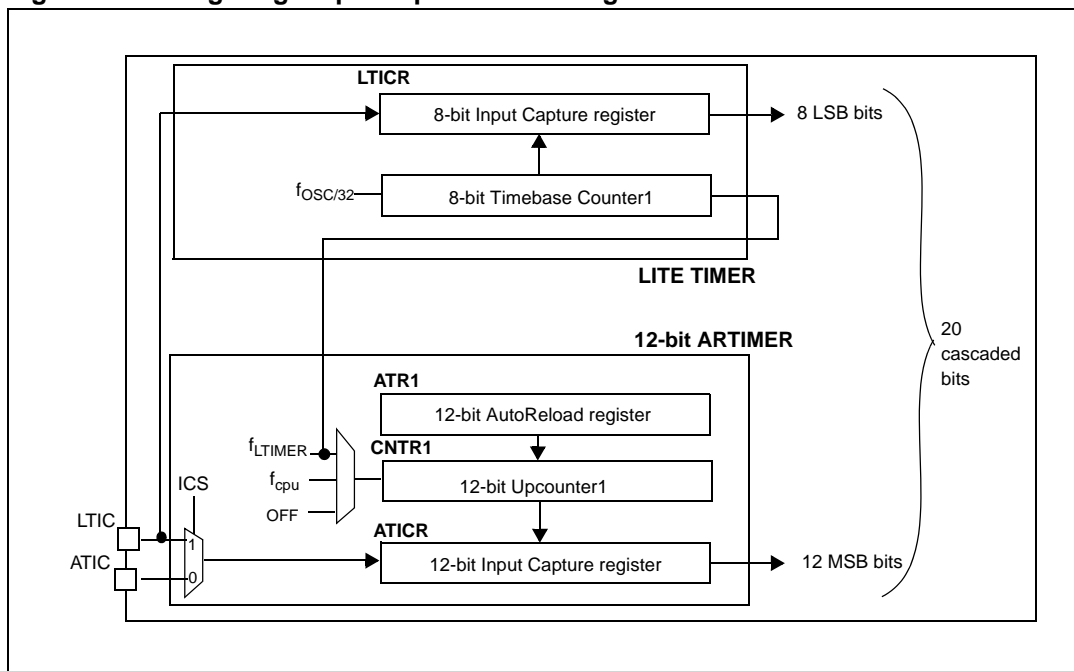 LTICR
8-bit Input Capture register
8 LSB bits
fOSC/32
8-bit Timebase Counter1
LITE TIMER
12-bit ARTIMER
20
cascaded
bits
ATR1
12-bit AutoReload register
fLTIMER
CNTR1
fcpu
12-bit Upcounter1
ICS
OFF
LTIC
ATICR
1
ATIC
12-bit Input Capture register
12 MSB bits
0